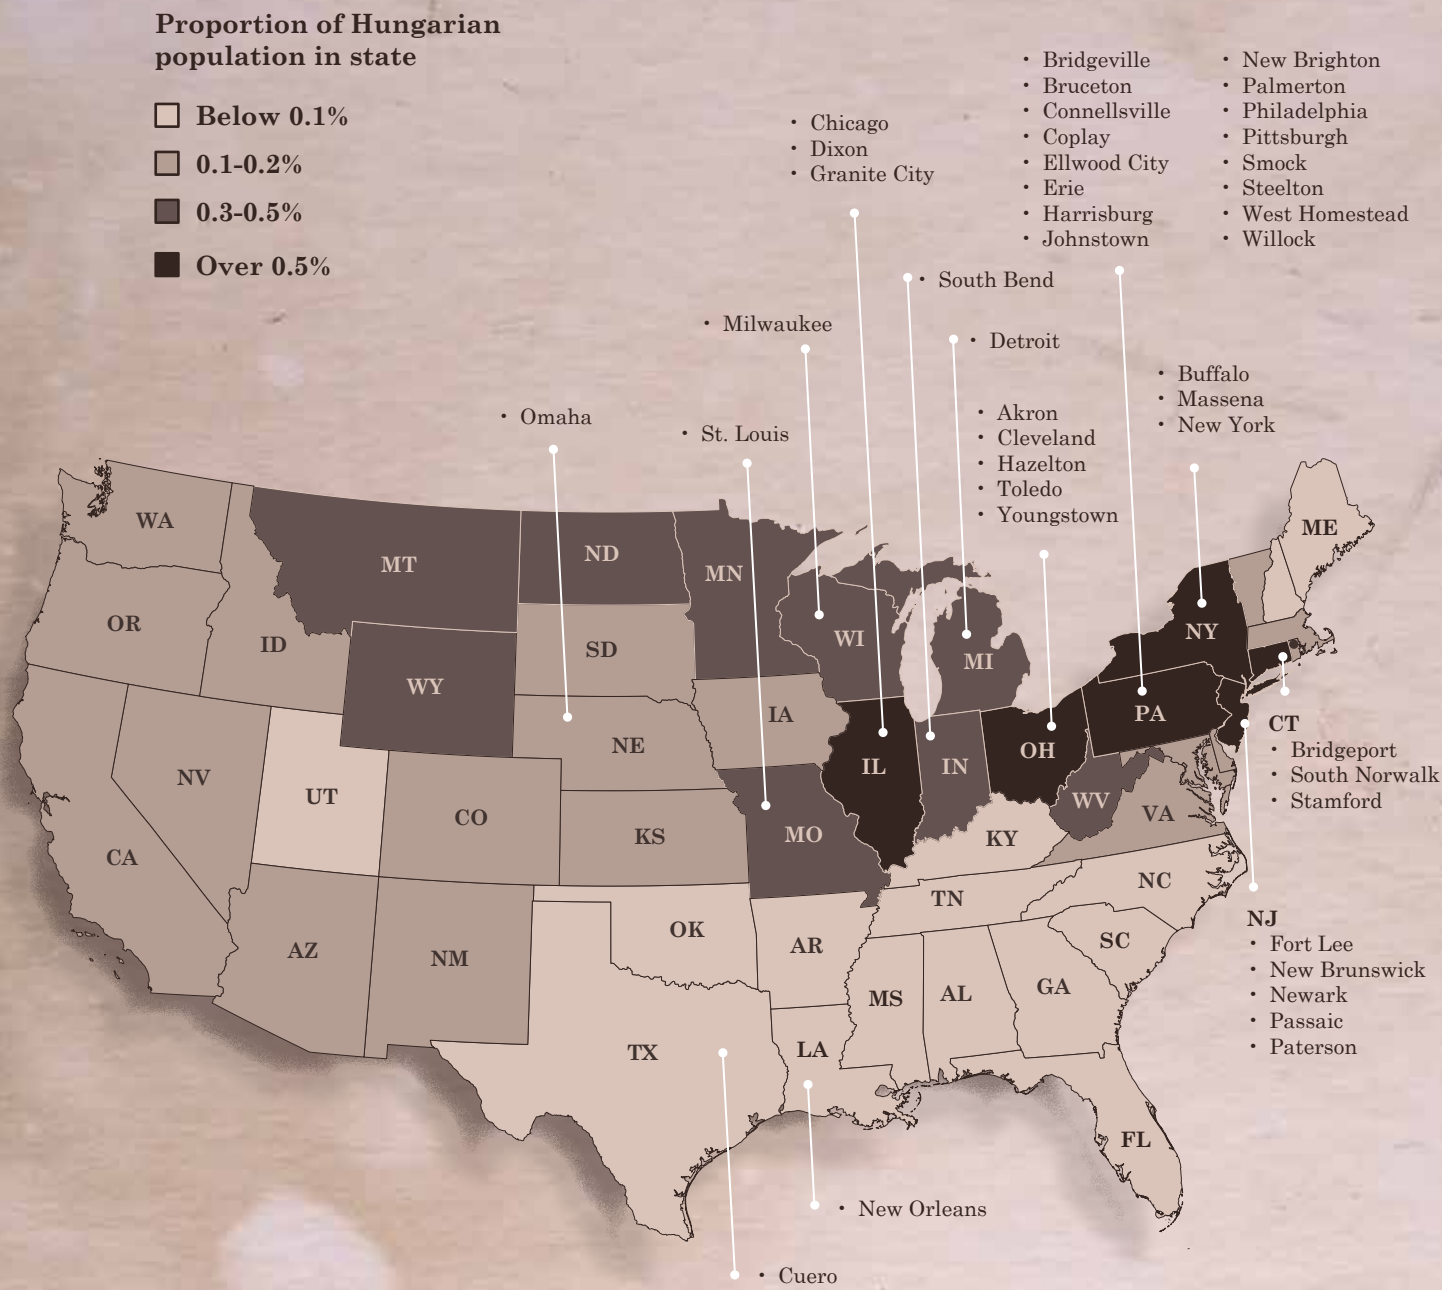 Proportion of Hungarian
population in state
Below 0.1%
0.1-0.2%
0.3-0.5%
Over 0.5%
• Bridgeville
• Bruceton
• Connellsville
• Coplay
• Ellwood City
• Erie
• Harrisburg
• Johnstown
• New Brighton
• Palmerton
• Philadelphia
• Pittsburgh
• Smock
• Steelton
• West Homestead
• Willock
• Chicago
• Dixon
• Granite City
• South Bend
• Milwaukee
• Detroit
• Buffalo
• Massena
• New York
• Omaha
• St. Louis
• Akron
• Cleveland
• Hazelton
• Toledo
• Youngstown
WA
MT
ND
MN
ME
OR
ID
SD
WI
MI
NY
WY
IA
PA
NE
OH
CT
• Bridgeport
• South Norwalk
• Stamford
NV
UT
CO
KS
MO
IL
IN
WV
VA
CA
KY
TN
NC
AZ
NM
OK
AR
SC
MS
AL
GA
NJ
• Fort Lee
• New Brunswick
• Newark
• Passaic
• Paterson
TX
LA
FL
• New Orleans
• Cuero